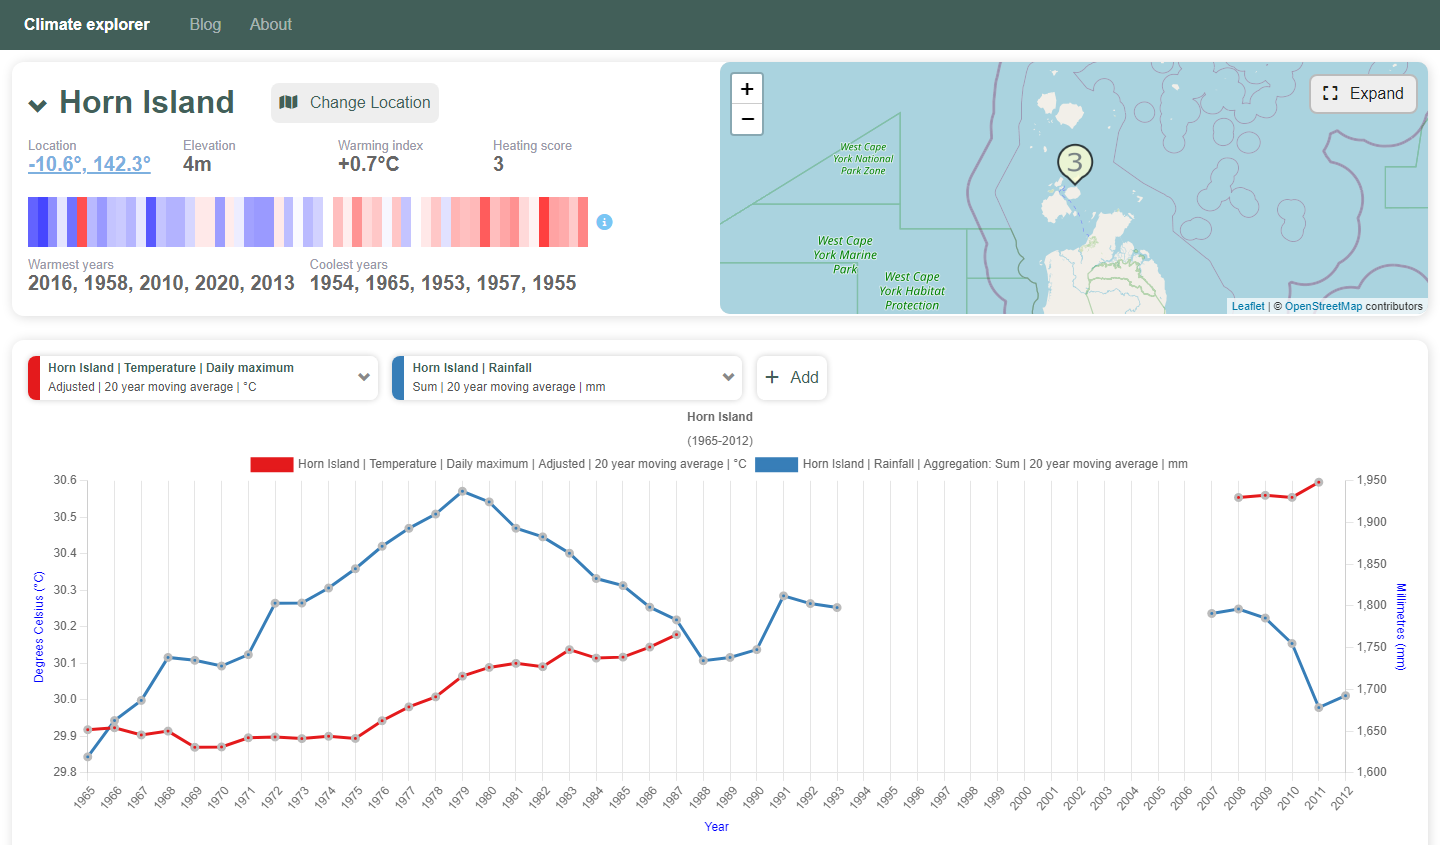 Climate explorer Blog About
Horn Island Change Location
Location Elevation Warming index Heating score
-10.6°, 142.3° 4m +0.7°C 3
Warmest years Coolest years
2016, 1958, 2010, 2020, 2013 1954, 1965, 1953, 1957, 1955
+
−
Expand
West Cape
York National
Park Zone
3
West Cape
York Marine
Park
West Cape
York Habitat
Protection
Leaflet | © OpenStreetMap contributors
Horn Island | Temperature | Daily maximum
Adjusted | 20 year moving average | °C
Horn Island | Rainfall
Sum | 20 year moving average | mm
+ Add
Horn Island
(1965-2012)
Horn Island | Temperature | Daily maximum | Adjusted | 20 year moving average | °C Horn Island | Rainfall | Aggregation: Sum | 20 year moving average | mm
Degrees Celsius (°C)
30.6
30.5
30.4
30.3
30.2
30.1
30.0
29.9
29.8
1,950
1,900
1,850
1,800
1,750
1,700
1,650
1,600
Millimetres (mm)
1965 1966 1967 1968 1969 1970 1971 1972 1973 1974 1975 1976 1977 1978 1979 1980 1981 1982 1983 1984 1985 1986 1987 1988 1989 1990 1991 1992 1993 1994 1995 1996 1997 1998 1999 2000 2001 2002 2003 2004 2005 2006 2007 2008 2009 2010 2011 2012
Year